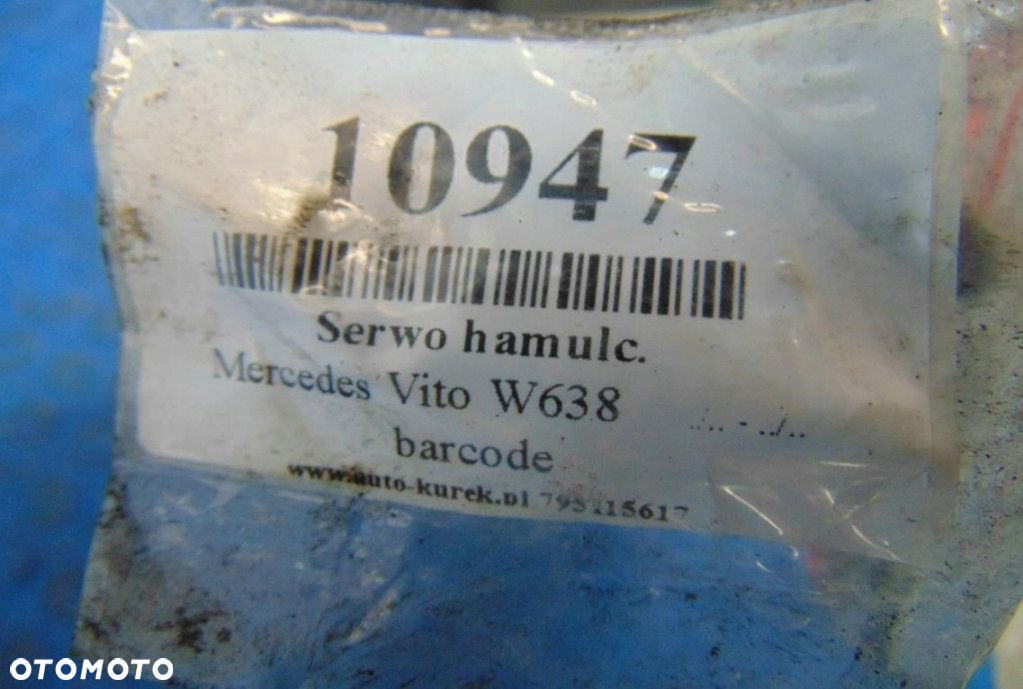 10947
Serwo hamulc.
Mercedes Vito W638 ./.. - ../..
barcode
www.auto-kurek.pl
OTOMOTO